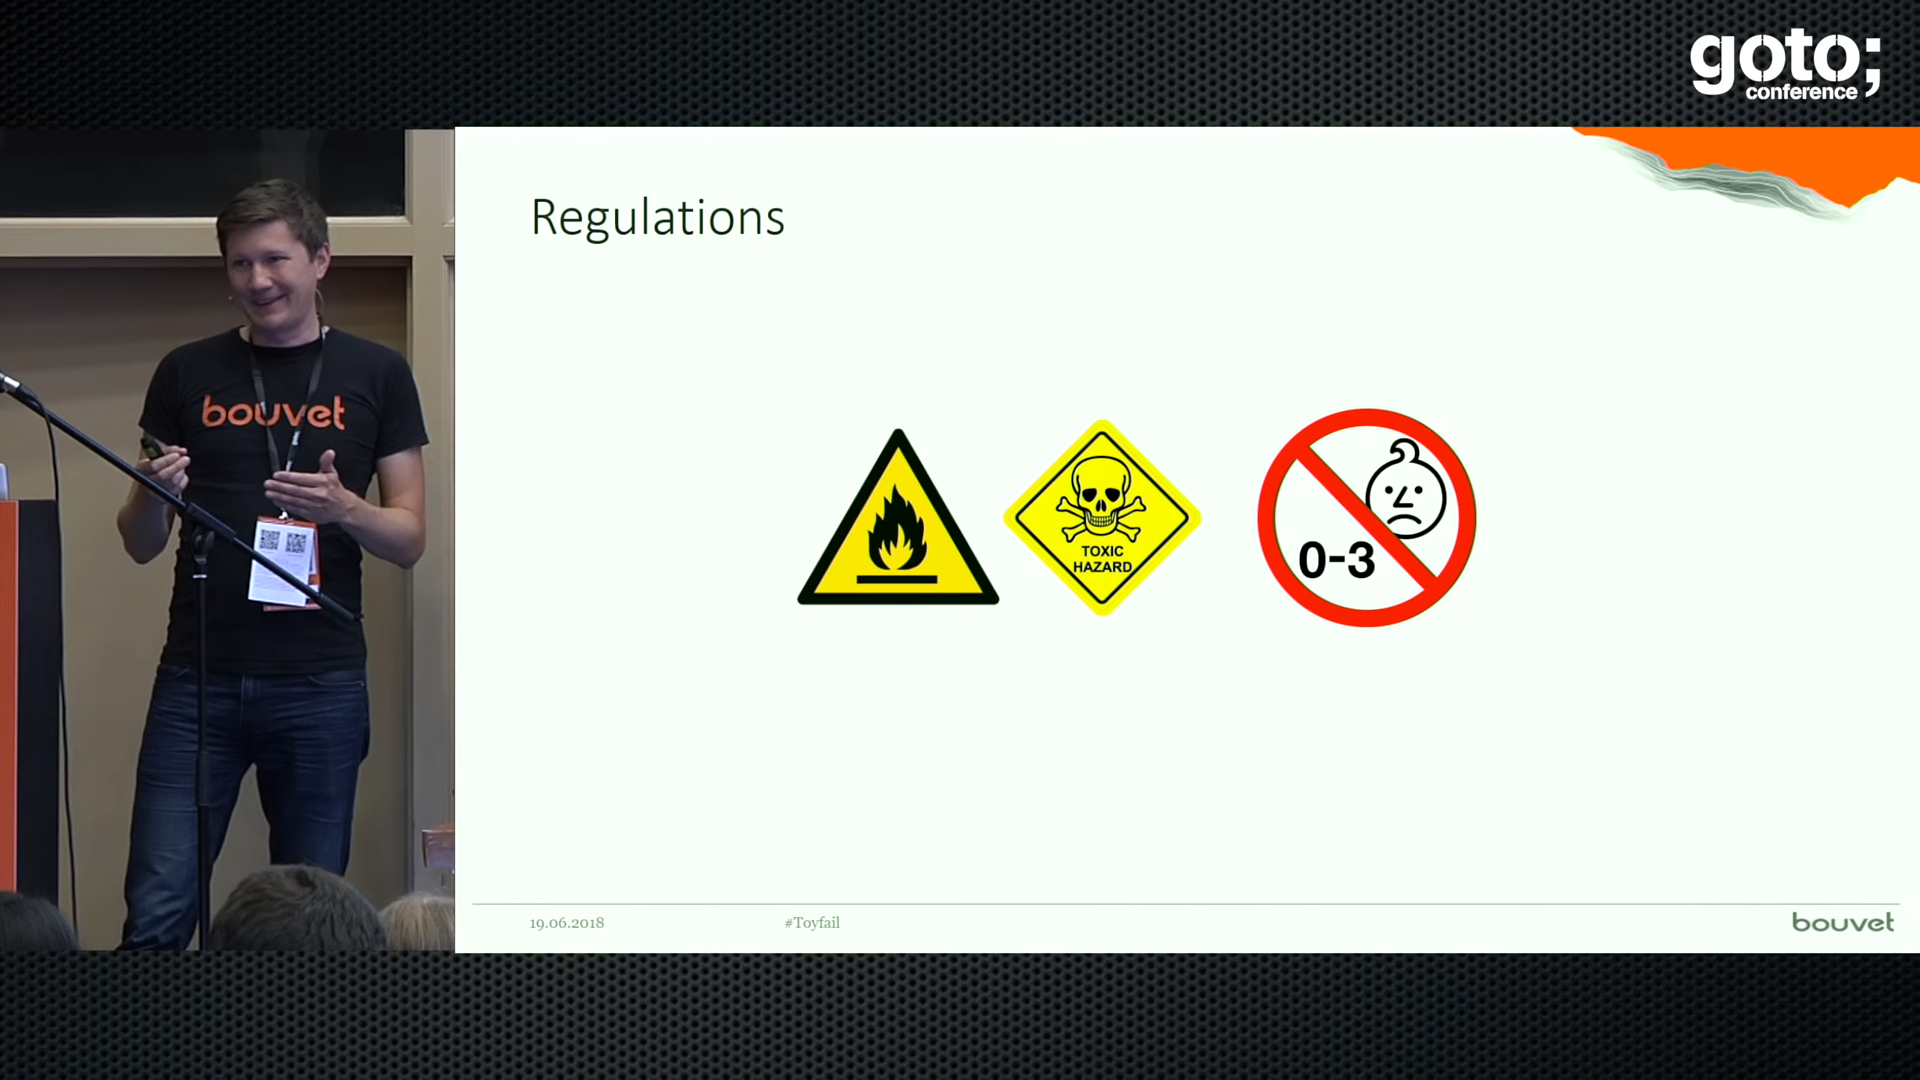 goto;
conference
Regulations
bouvet
TOXIC
HAZARD
0-3
19.06.2018
#Toyfail
bouvet